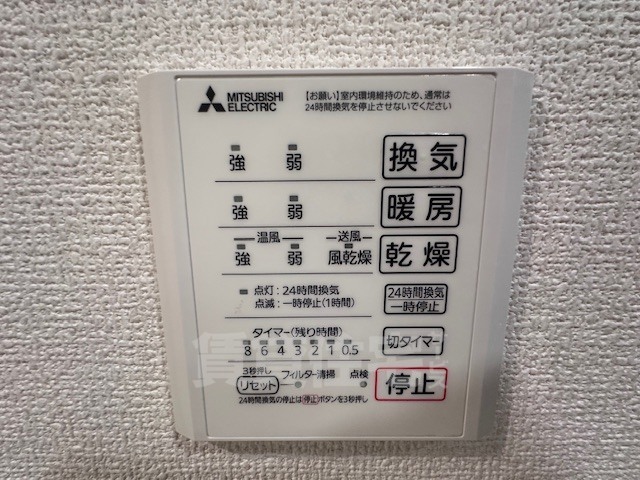 MITSUBISHI
ELECTRIC
【お願い】室内環境維持のため、通常は
24時間換気を停止させないでください
強 弱 換気
強 弱 暖房
温風 送風
強 弱 風乾燥 乾燥
点灯:24時間換気
点滅:一時停止(1時間)
24時間換気
一時停止
タイマー(残り時間)
8 6 4 3 2 1 0.5
切タイマー
3秒押し
リセット フィルター清掃 点検
停止
24時間換気の停止は停止ボタンを3秒押し